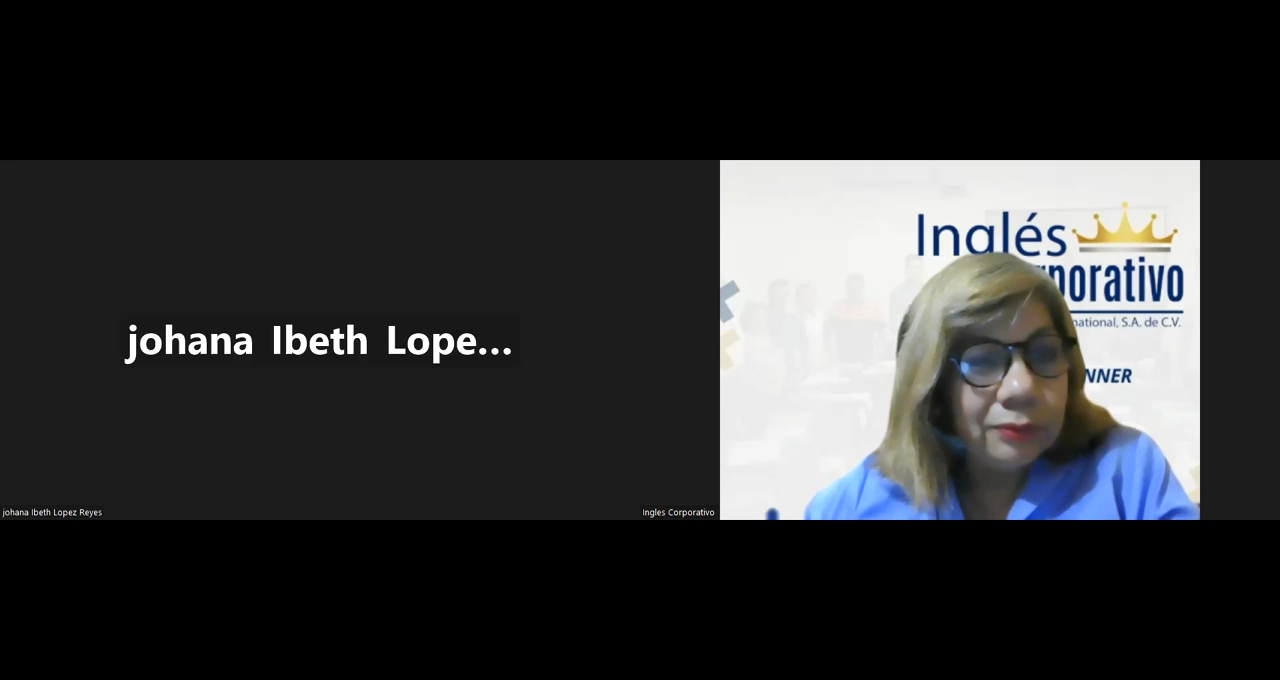 johana Ibeth Lope...
johana Ibeth Lopez Reyes
Ingles Corporativo
Inglés
porativo
national, S.A. de C.V.
NNER